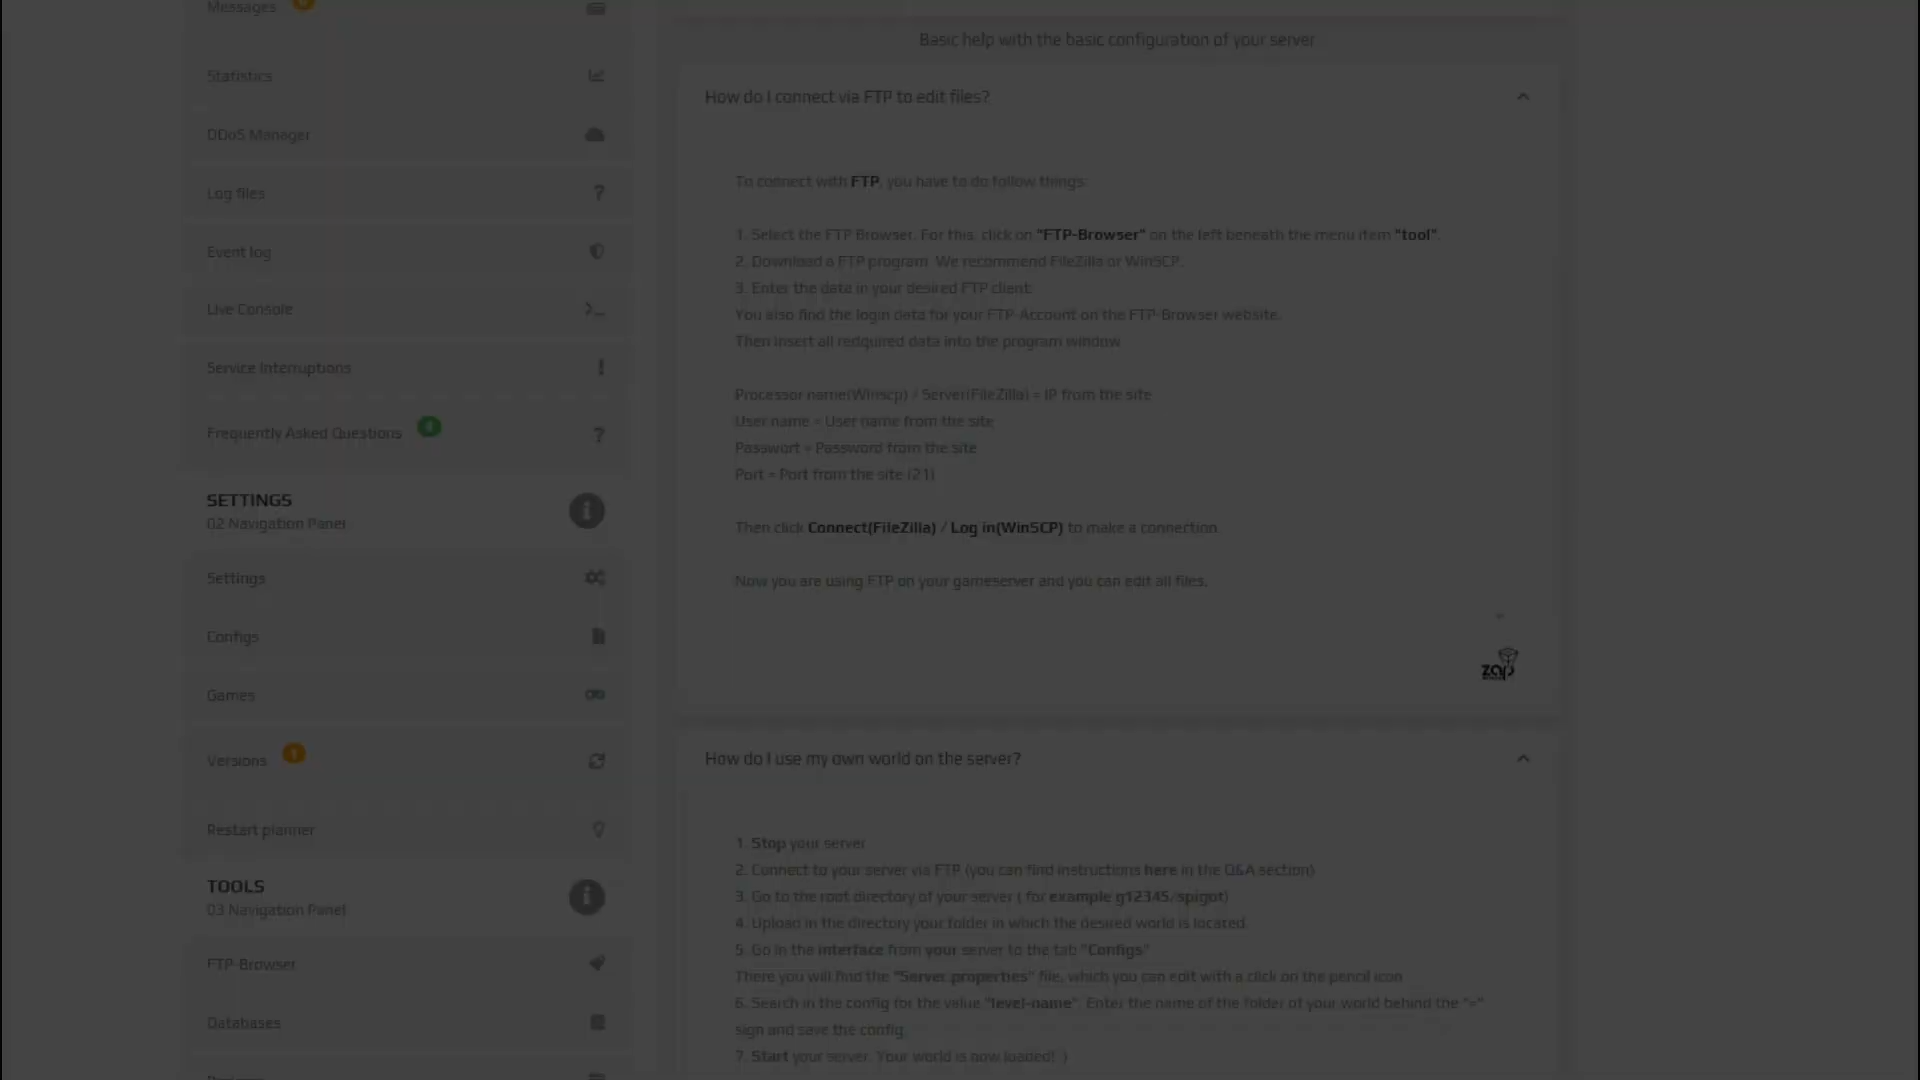 Messages
Statistics
DDoS Manager
Log files
Event log
Live Console
Service Interruptions
Frequently Asked Questions
SETTINGS
02 Navigation Panel
Settings
Configs
Games
Versions
Restart planner
TOOLS
03 Navigation Panel
FTP-Browser
Databases
Basic help with the basic configuration of your server
How do I connect via FTP to edit files?
To connect with FTP, you have to do follow things:
1. Select the FTP Browser. For this, click on "FTP-Browser" on the left beneath the menu item "tool".
2. Download a FTP program. We recommend FileZilla or WinSCP.
3. Enter the data in your desired FTP client:
You also find the login data for your FTP-Account on the FTP-Browser website.
Then insert all redquired data into the program window
Processor name(Winscp) / Server(FileZilla) = IP from the site
User name = User name from the site
Passwort = Password from the site
Port = Port from the site (21)
Then click Connect(FileZilla) / Log in(WinSCP) to make a connection.
Now you are using FTP on your gameserver and you can edit all files.
zap
How do I use my own world on the server?
1. Stop your server
2. Connect to your server via FTP (you can find instructions here in the Q&A section)
3. Go to the root directory of your server ( for example g12345/spigot)
4. Upload in the directory your folder in which the desired world is located.
5. Go in the interface from your server to the tab "Configs"
There you will find the "Server.properties" file, which you can edit with a click on the pencil icon
6. Search in the config for the value "level-name". Enter the name of the folder of your world behind the "="
sign and save the config.
7. Start your server. Your world is now loaded! :)